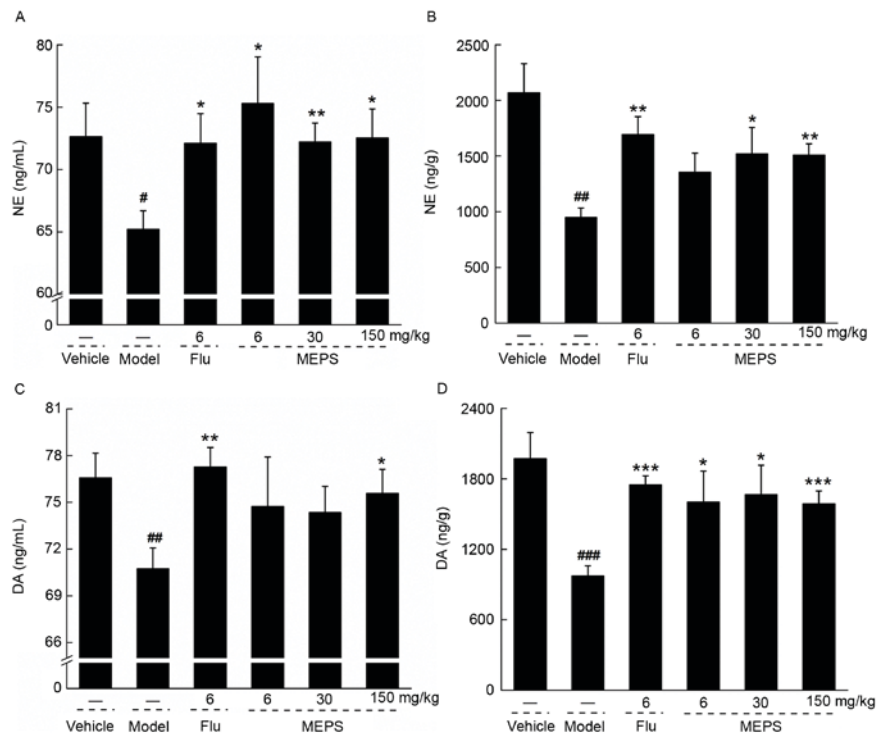 A
80
75
70
65
60
0
NE (ng/mL)
#
*
*
**
*
— — 6 6 30 150 mg/kg
Vehicle Model Flu MEPS
B
2500
2000
1500
1000
500
0
NE (ng/g)
##
**
*
**
— — 6 6 30 150 mg/kg
Vehicle Model Flu MEPS
C
81
78
75
72
69
66
0
DA (ng/mL)
##
**
*
— — 6 6 30 150 mg/kg
Vehicle Model Flu MEPS
D
2400
1800
1200
600
0
DA (ng/g)
###
***
*
*
***
— — 6 6 30 150 mg/kg
Vehicle Model Flu MEPS